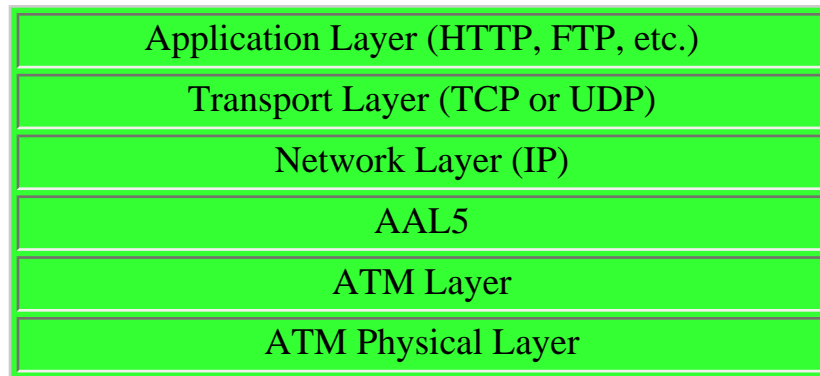 Application Layer (HTTP, FTP, etc.)
Transport Layer (TCP or UDP)
Network Layer (IP)
AAL5
ATM Layer
ATM Physical Layer